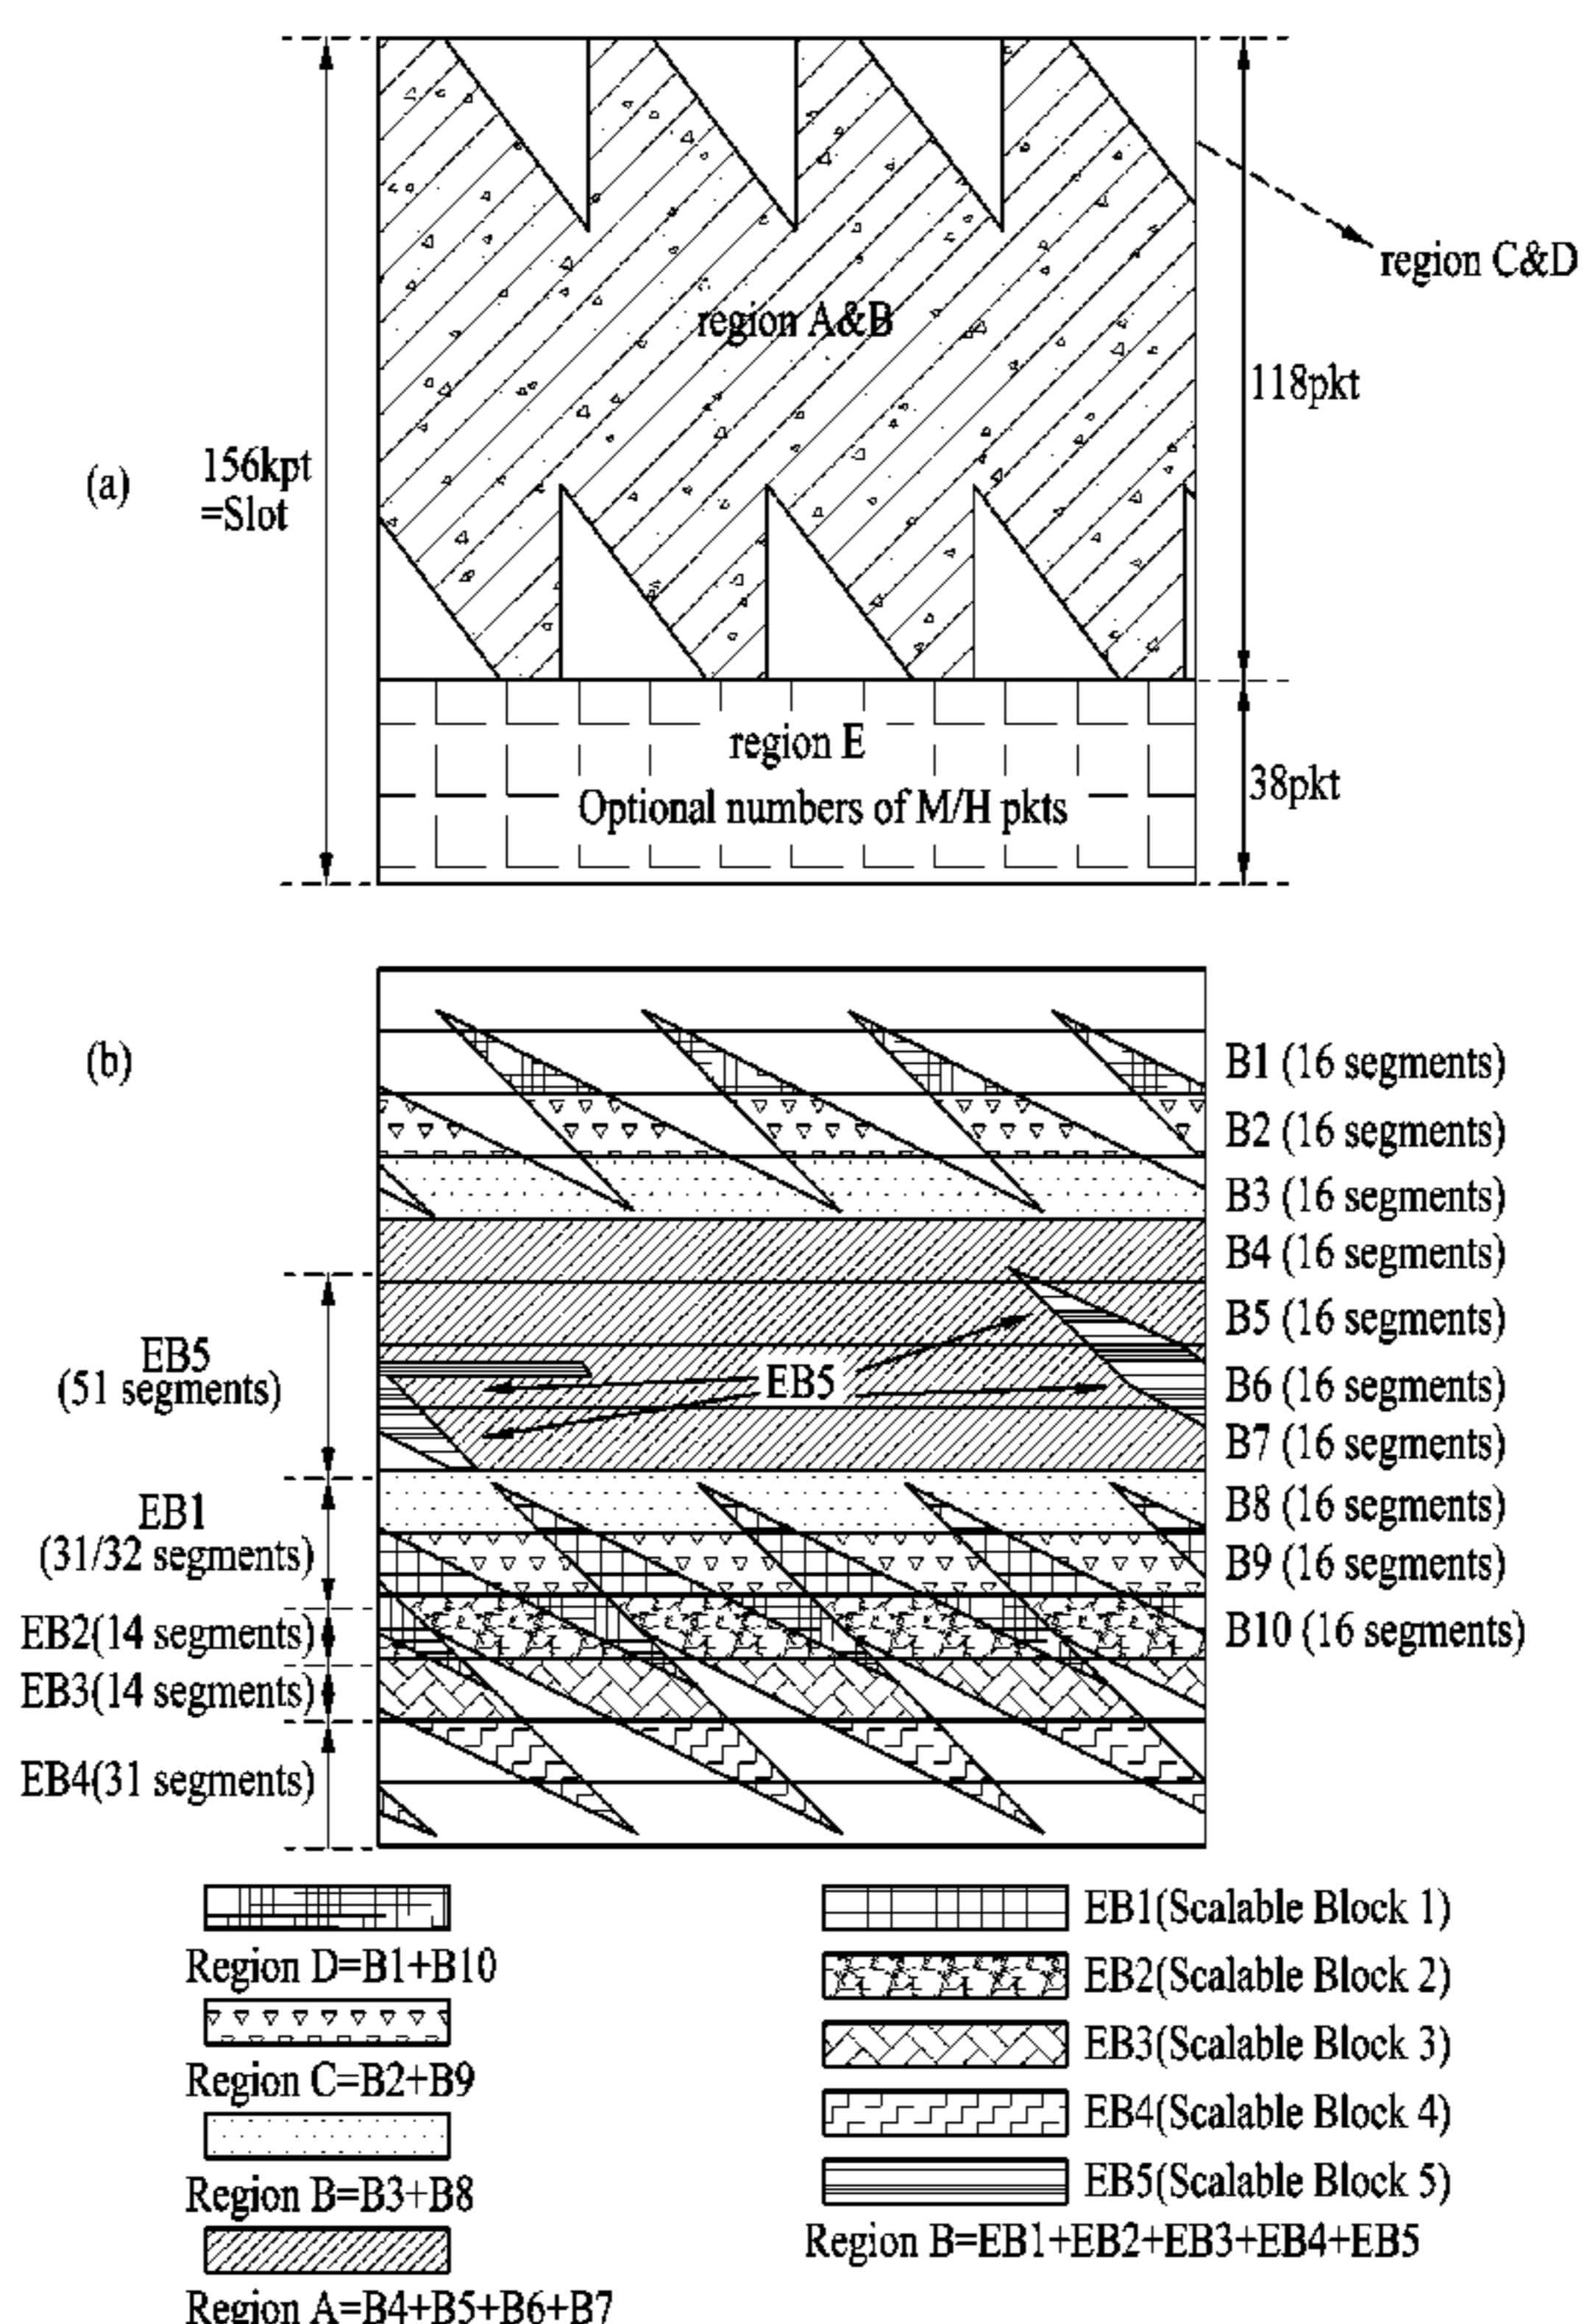 (a)
156kpt
=Slot
region A&B
region C&D
118pkt
region E
Optional numbers of M/H pkts
38pkt
(b)
B1 (16 segments)
B2 (16 segments)
B3 (16 segments)
B4 (16 segments)
B5 (16 segments)
B6 (16 segments)
B7 (16 segments)
B8 (16 segments)
B9 (16 segments)
B10 (16 segments)
EB5
(51 segments)
EB5
EB1
(31/32 segments)
EB2(14 segments)
EB3(14 segments)
EB4(31 segments)
Region D=B1+B10
Region C=B2+B9
Region B=B3+B8
Region A=B4+B5+B6+B7
EB1(Scalable Block 1)
EB2(Scalable Block 2)
EB3(Scalable Block 3)
EB4(Scalable Block 4)
EB5(Scalable Block 5)
Region B=EB1+EB2+EB3+EB4+EB5